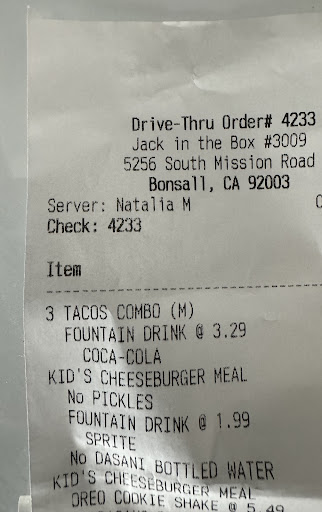 Drive-Thru Order# 4233
Jack in the Box #3009
5256 South Mission Road
Bonsall, CA 92003
Server: Natalia M
Check: 4233
Item
3 TACOS COMBO (M)
FOUNTAIN DRINK @ 3.29
COCA-COLA
KID'S CHEESEBURGER MEAL
No PICKLES
FOUNTAIN DRINK @ 1.99
SPRITE
No DASANI BOTTLED WATER
KID'S CHEESEBURGER MEAL
OREO COOKIE SHAKE @ 5.49